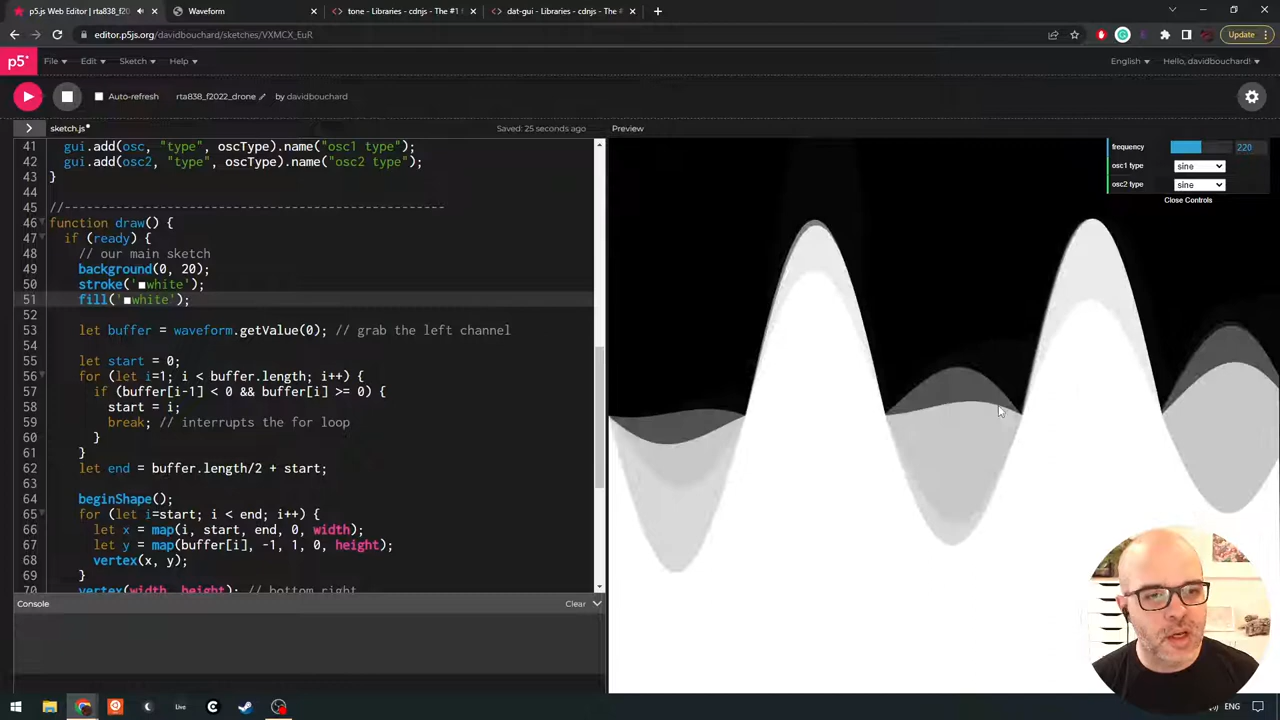 p5.js Web Editor | rta838_f20
Waveform
tone - Libraries - cdnjs - The #1
dat-gui - Libraries - cdnjs - The #
editor.p5js.org/davidbouchard/sketches/VXMCX_EuR
Update
p5*
File
Edit
Sketch
Help
English
Hello, davidbouchard!
Auto-refresh
rta838_f2022_drone
by davidbouchard
sketch.js*
Saved: 25 seconds ago
Preview
41 gui.add(osc, "type", oscType).name("osc1 type");
42 gui.add(osc2, "type", oscType).name("osc2 type");
43 }
44
45 //----------------------------------------------------
46 function draw() {
47 if (ready) {
48 // our main sketch
49 background(0, 20);
50 stroke('white');
51 fill('white');
52
53 let buffer = waveform.getValue(0); // grab the left channel
54
55 let start = 0;
56 for (let i=1; i < buffer.length; i++) {
57 if (buffer[i-1] < 0 && buffer[i] >= 0) {
58 start = i;
59 break; // interrupts the for loop
60 }
61 }
62 let end = buffer.length/2 + start;
63
64 beginShape();
65 for (let i=start; i < end; i++) {
66 let x = map(i, start, end, 0, width);
67 let y = map(buffer[i], -1, 1, 0, height);
68 vertex(x, y);
69 }
70 vertex(width, height); // bottom right
frequency 220
osc1 type sine
osc2 type sine
Close Controls
Console
Clear
Live
ENG